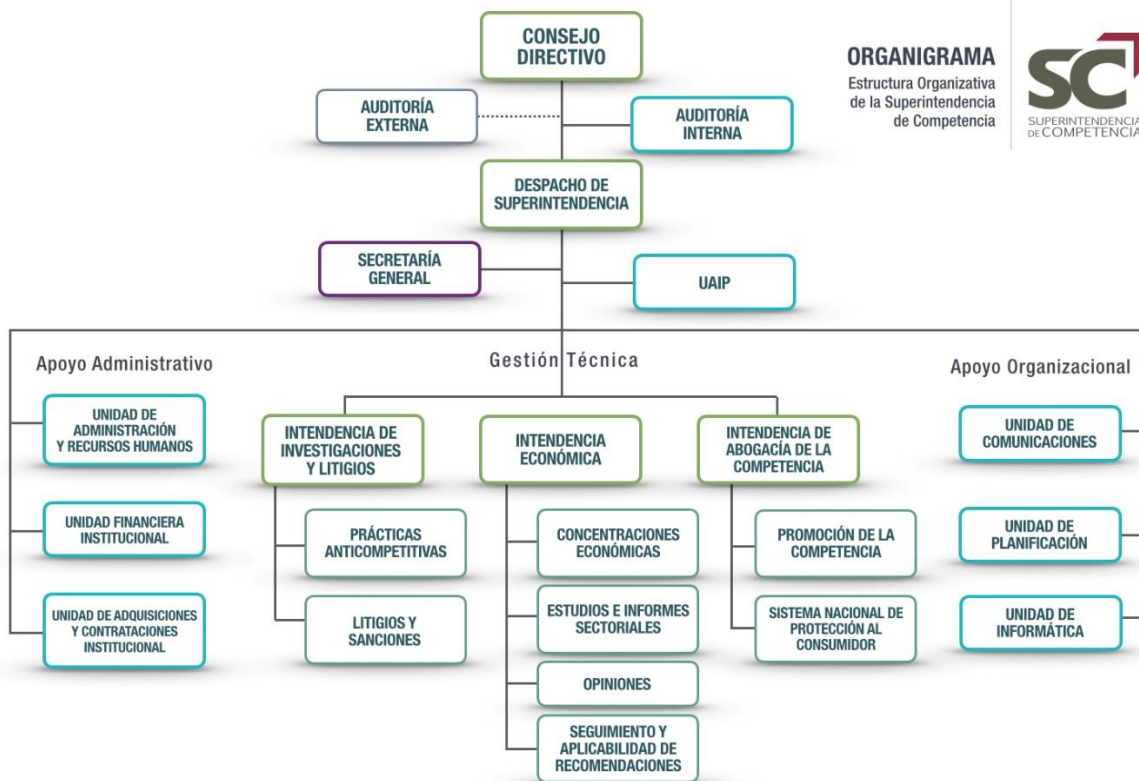 CONSEJO
DIRECTIVO
ORGANIGRAMA
Estructura Organizativa
de la Superintendencia
de Competencia
SC
SUPERINTENDENCIA
DE COMPETENCIA
AUDITORÍA
EXTERNA
AUDITORÍA
INTERNA
DESPACHO DE
SUPERINTENDENCIA
SECRETARÍA
GENERAL
UAIP
Apoyo Administrativo
Gestión Técnica
Apoyo Organizacional
UNIDAD DE
ADMINISTRACIÓN
Y RECURSOS HUMANOS
UNIDAD FINANCIERA
INSTITUCIONAL
UNIDAD DE ADQUISICIONES
Y CONTRATACIONES
INSTITUCIONAL
INTENDENCIA DE
INVESTIGACIONES
Y LITIGIOS
PRÁCTICAS
ANTICOMPETITIVAS
LITIGIOS Y
SANCIONES
INTENDENCIA
ECONÓMICA
CONCENTRACIONES
ECONÓMICAS
ESTUDIOS E INFORMES
SECTORIALES
OPINIONES
SEGUIMIENTO Y
APLICABILIDAD DE
RECOMENDACIONES
INTENDENCIA DE
ABOGACÍA DE LA
COMPETENCIA
PROMOCIÓN DE LA
COMPETENCIA
SISTEMA NACIONAL DE
PROTECCIÓN AL
CONSUMIDOR
UNIDAD DE
COMUNICACIONES
UNIDAD DE
PLANIFICACIÓN
UNIDAD DE
INFORMÁTICA